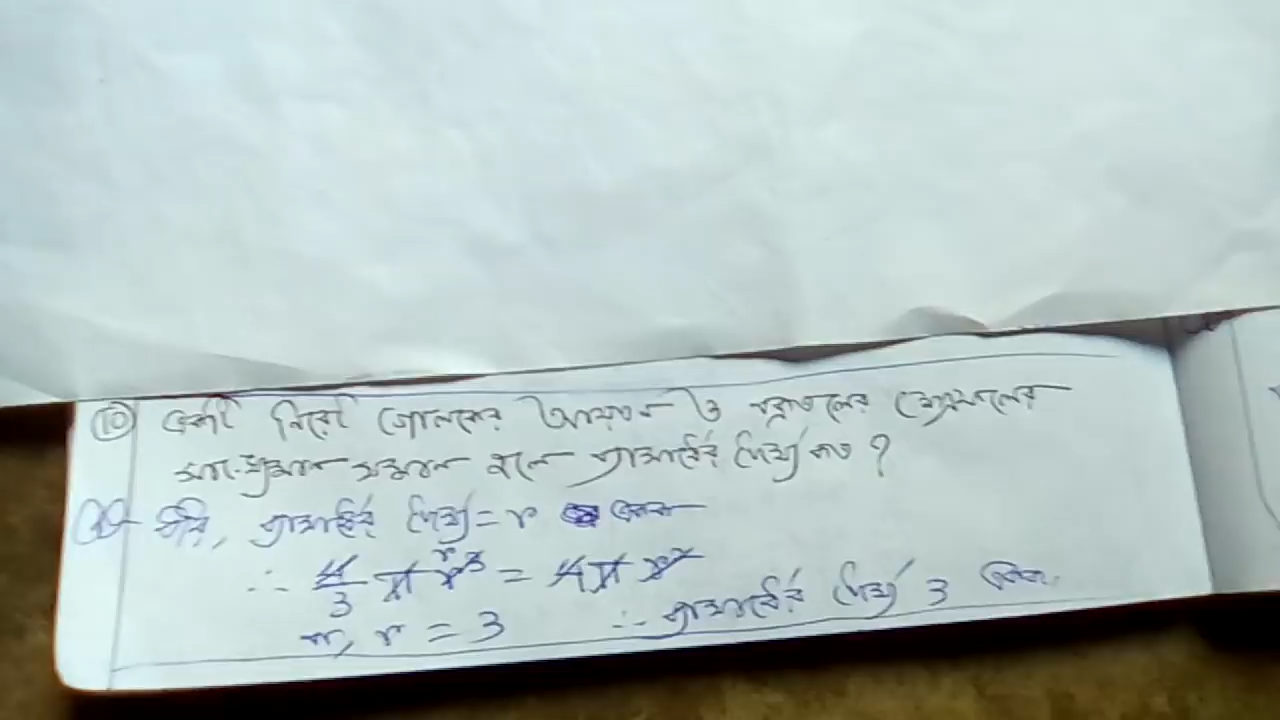 (10) একটি নিরেট গোলকের আয়তন ও বক্রতলের ক্ষেত্রফলের
সাংখ্যমান সমান হলে ব্যাসার্ধের দৈর্ঘ্য কত?
ধরি, ব্যাসার্ধের দৈর্ঘ্য = r একক
∴ 4/3 π r³ = 4π r²
বা, r = 3 ∴ ব্যাসার্ধের দৈর্ঘ্য 3 একক